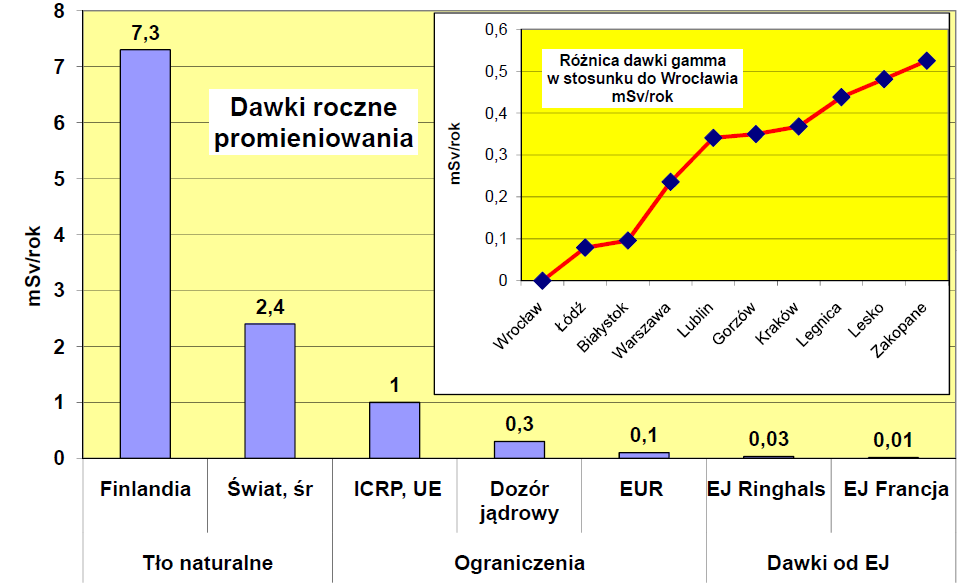 8
7
6
5
4
3
2
1
0
mSv/rok
Dawki roczne
promieniowania
7,3
2,4
1
0,3
0,1
0,03
0,01
Finlandia
Świat, śr
ICRP, UE
Dozór
jądrowy
EUR
EJ Ringhals
EJ Francja
Tło naturalne
Ograniczenia
Dawki od EJ
0,6
0,5
0,4
0,3
0,2
0,1
0
mSv/rok
Różnica dawki gamma
w stosunku do Wrocławia
mSv/rok
Wrocław
Łódź
Białystok
Warszawa
Lublin
Gorzów
Kraków
Legnica
Lesko
Zakopane